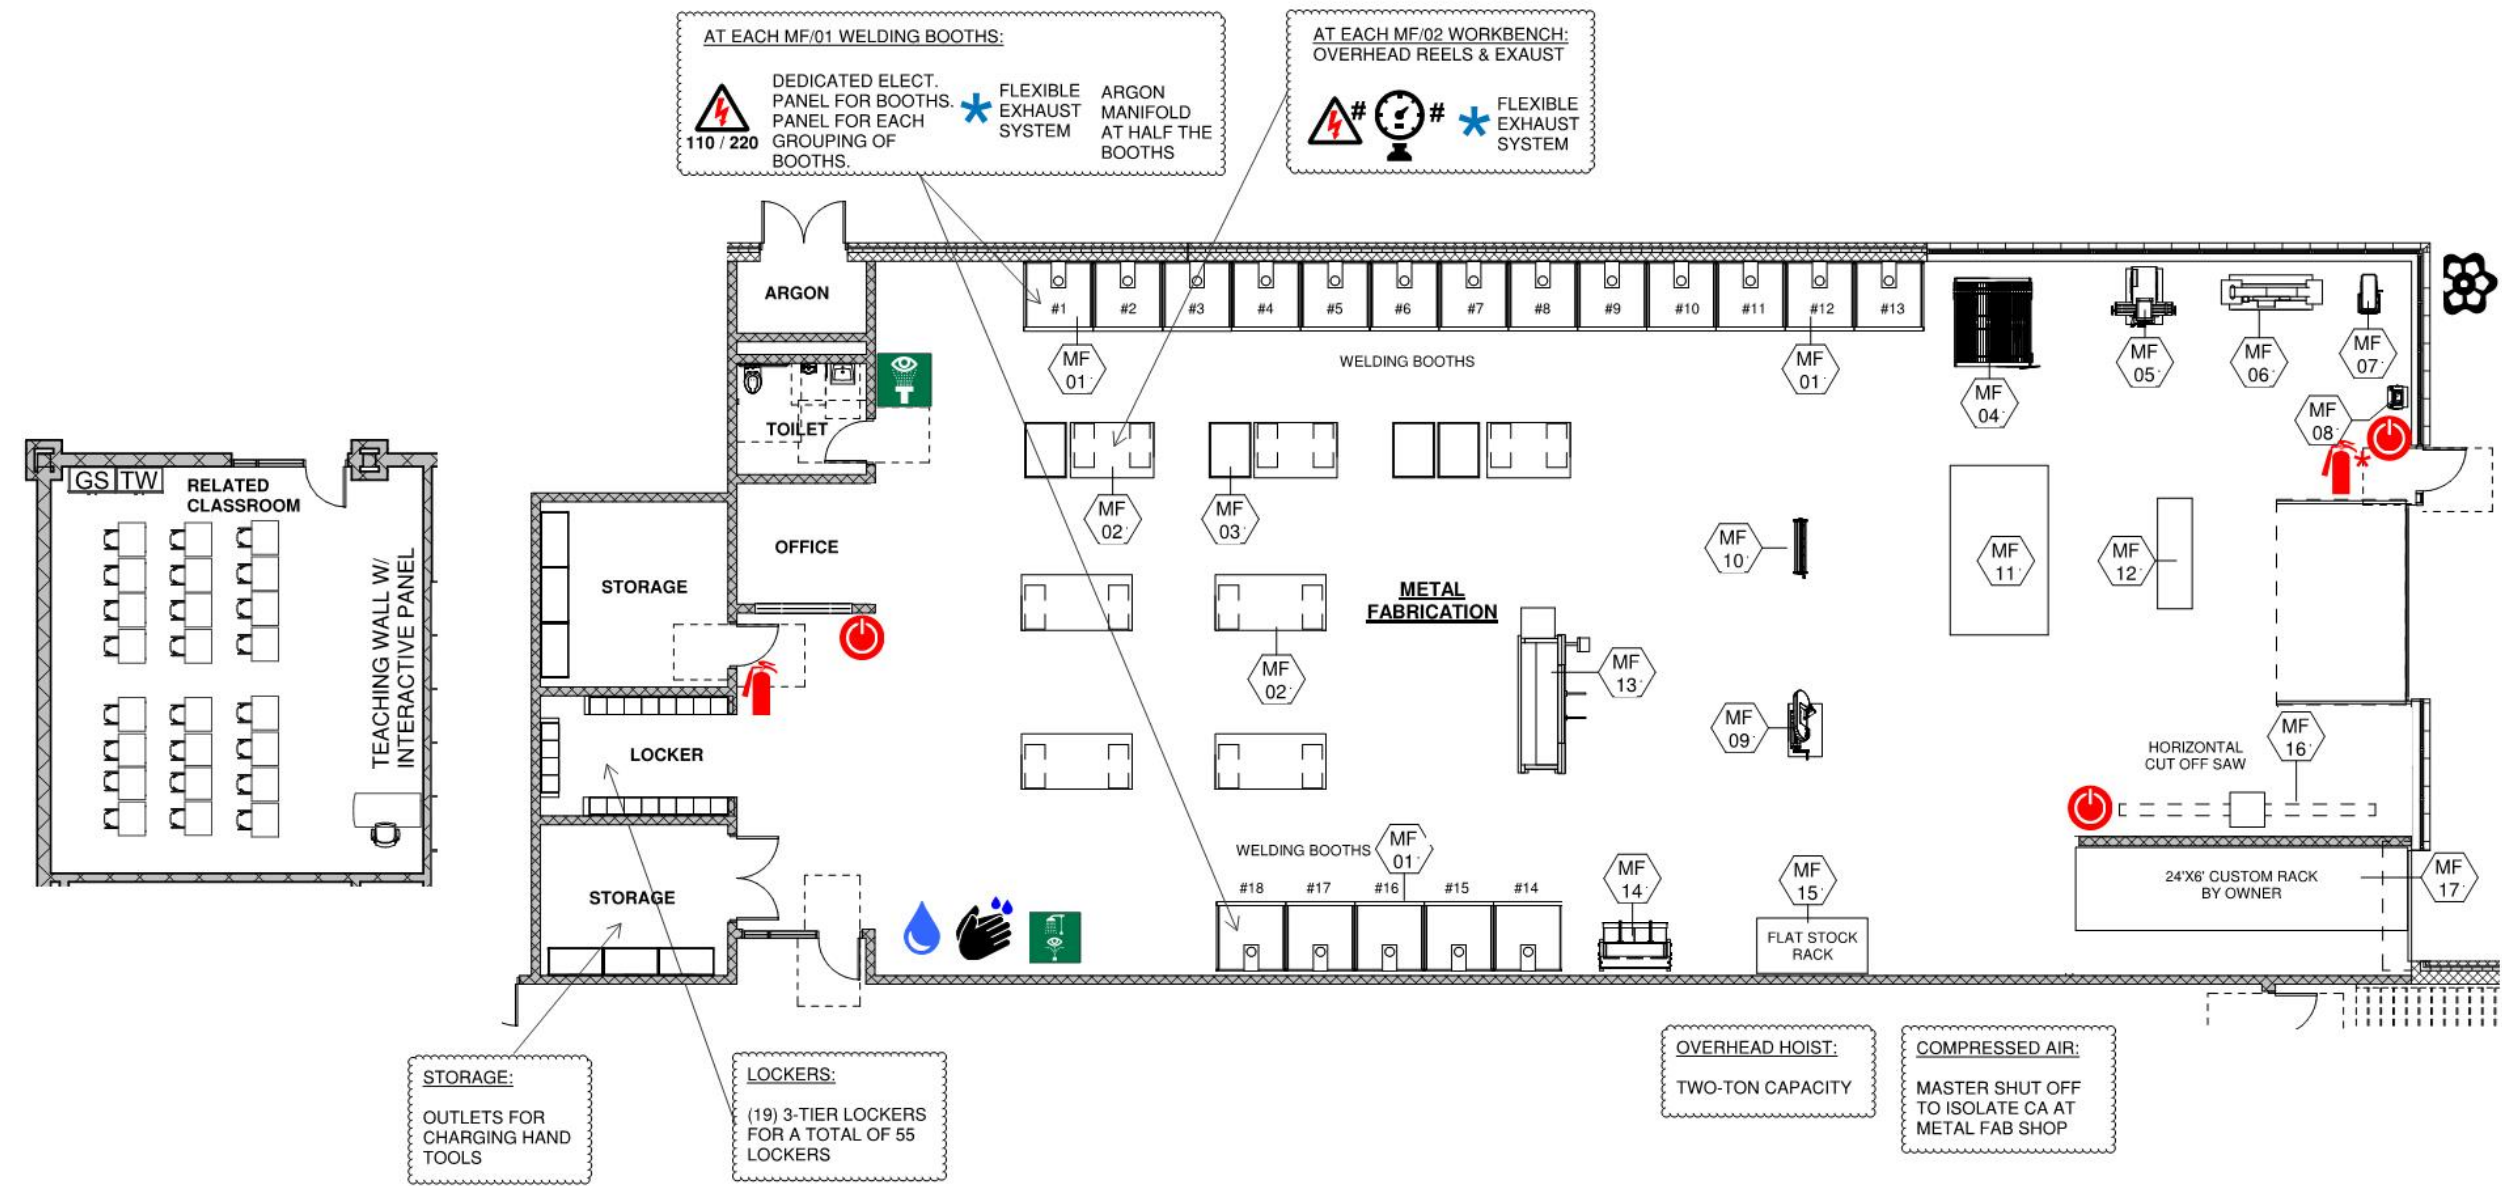 AT EACH MF/01 WELDING BOOTHS:
110 / 220
DEDICATED ELECT.
PANEL FOR BOOTHS.
PANEL FOR EACH
GROUPING OF
BOOTHS.
FLEXIBLE
EXHAUST
SYSTEM
ARGON
MANIFOLD
AT HALF THE
BOOTHS
AT EACH MF/02 WORKBENCH:
OVERHEAD REELS & EXAUST
#
#
FLEXIBLE
EXHAUST
SYSTEM
ARGON
#1
#2
#3
#4
#5
#6
#7
#8
#9
#10
#11
#12
#13
MF
01
WELDING BOOTHS
MF
01
MF
04
MF
05
MF
06
MF
07
MF
08
TOILET
GS
TW
RELATED
CLASSROOM
TEACHING WALL W/
INTERACTIVE PANEL
MF
02
MF
03
OFFICE
STORAGE
METAL
FABRICATION
MF
10
MF
11
MF
12
MF
02
MF
13
MF
09
LOCKER
HORIZONTAL
CUT OFF SAW
MF
16
WELDING BOOTHS
MF
01
#18
#17
#16
#15
#14
MF
14
MF
15
FLAT STOCK
RACK
24'X6' CUSTOM RACK
BY OWNER
MF
17
STORAGE
STORAGE:
OUTLETS FOR
CHARGING HAND
TOOLS
LOCKERS:
(19) 3-TIER LOCKERS
FOR A TOTAL OF 55
LOCKERS
OVERHEAD HOIST:
TWO-TON CAPACITY
COMPRESSED AIR:
MASTER SHUT OFF
TO ISOLATE CA AT
METAL FAB SHOP